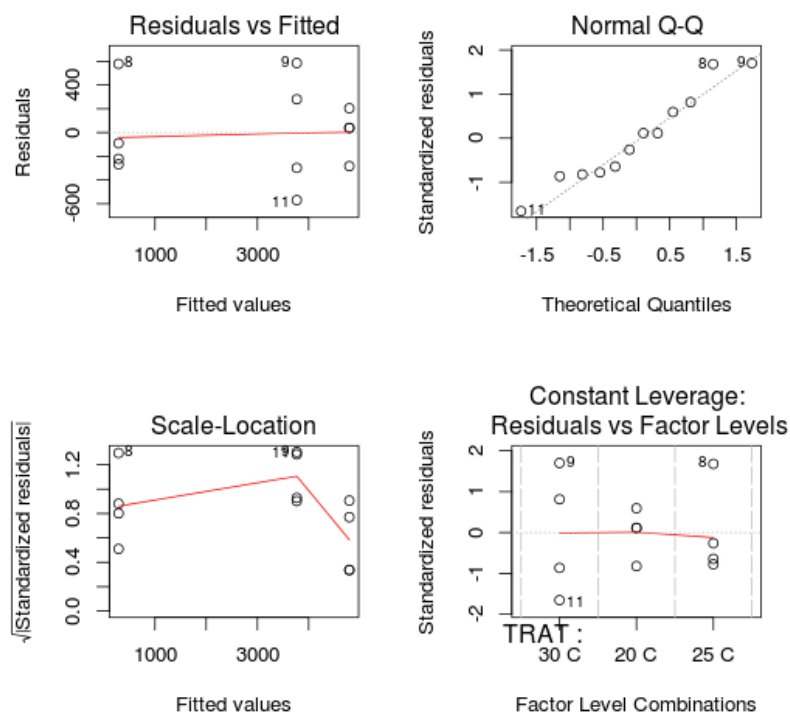 Residuals vs Fitted
Residuals
400
0
-600
8
9
11
1000
3000
Fitted values
Normal Q-Q
Standardized residuals
2
1
0
-1
8
9
11
-1.5
-0.5
0.5
1.5
Theoretical Quantiles
Scale-Location
√|Standardized residuals|
1.2
0.8
0.4
0.0
8
9
1000
3000
Fitted values
Constant Leverage:
Residuals vs Factor Levels
Standardized residuals
2
1
0
-1
-2
9
8
11
TRAT :
30 C
20 C
25 C
Factor Level Combinations